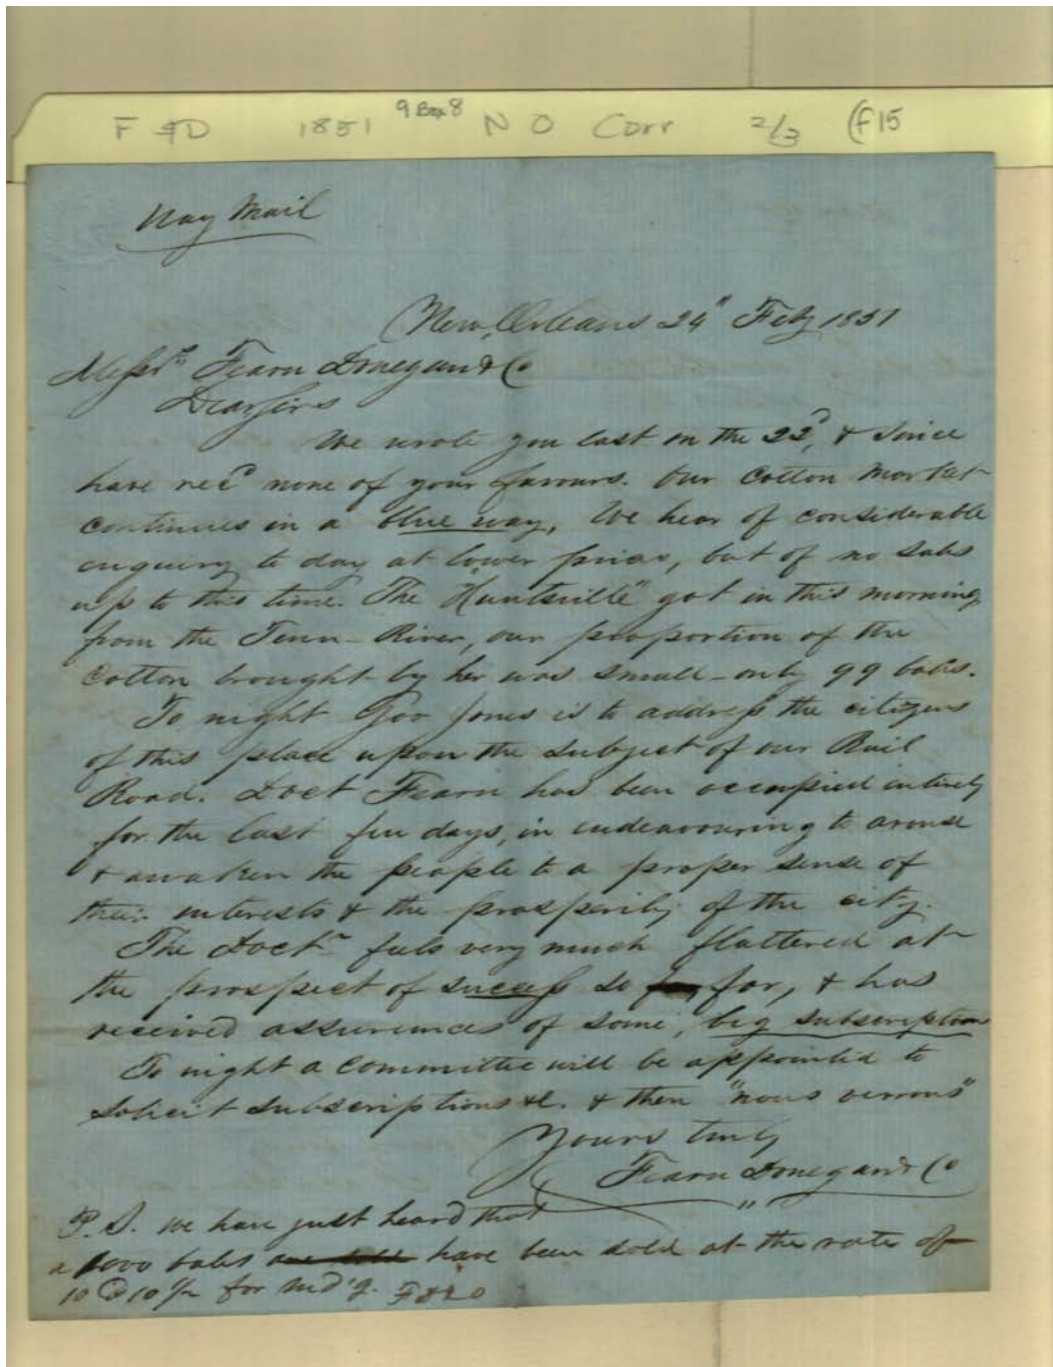 F & D 1851 9 Box 8 N O Corr 2/3 (F15
Way Mail
New Orleans 24" Feby 1851
Messrs Fearn Donegan & Co
Dear Sirs
We wrote you last on the 22d, & since
have recd none of your favours. Our Cotton Market
continues in a blue way, We hear of considerable
enquiry to day at lower prices, but of no sales
up to this time. The "Huntsville" got in this morning
from the Tenn River, our proportion of the
Cotton brought by her was small - only 99 bales.
To night Gov Jones is to address the citizens
of this place upon the subject of our Rail
Road. Doct Fearn has been occupied entirely
for the last few days, in endeavouring to arouse
& awaken the people to a proper sense of
their interests & the prosperity of the city.
The Doctr feels very much flattered at
the prospect of success so far, & has
received assurances of some, big subscription
To night a committee will be appointed to
solicit subscriptions &c. & then "nous verrons"
Yours truly
Fearn Donegan & Co
P.S. we have just heard that
a 1000 bales are sold have been sold at the rate of
10 @ 10 1/2 for Md'g. F D & Co